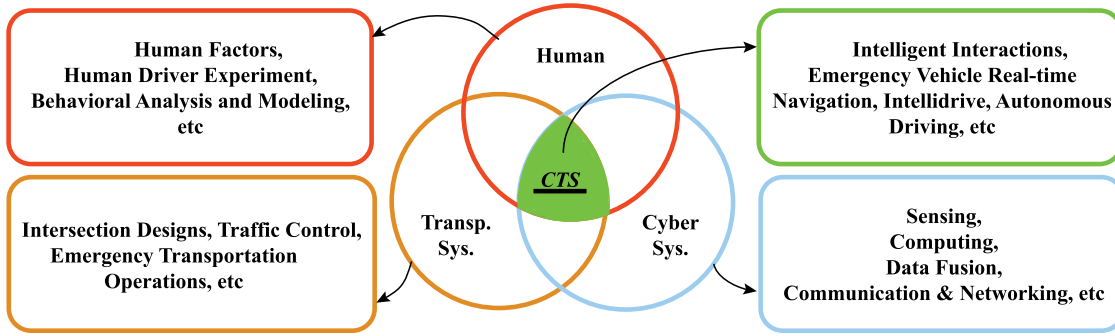 Human Factors,
Human Driver Experiment,
Behavioral Analysis and Modeling,
etc
Human
Intelligent Interactions,
Emergency Vehicle Real-time
Navigation, Intellidrive, Autonomous
Driving, etc
CTS
Intersection Designs, Traffic Control,
Emergency Transportation
Operations, etc
Transp.
Sys.
Cyber
Sys.
Sensing,
Computing,
Data Fusion,
Communication & Networking, etc